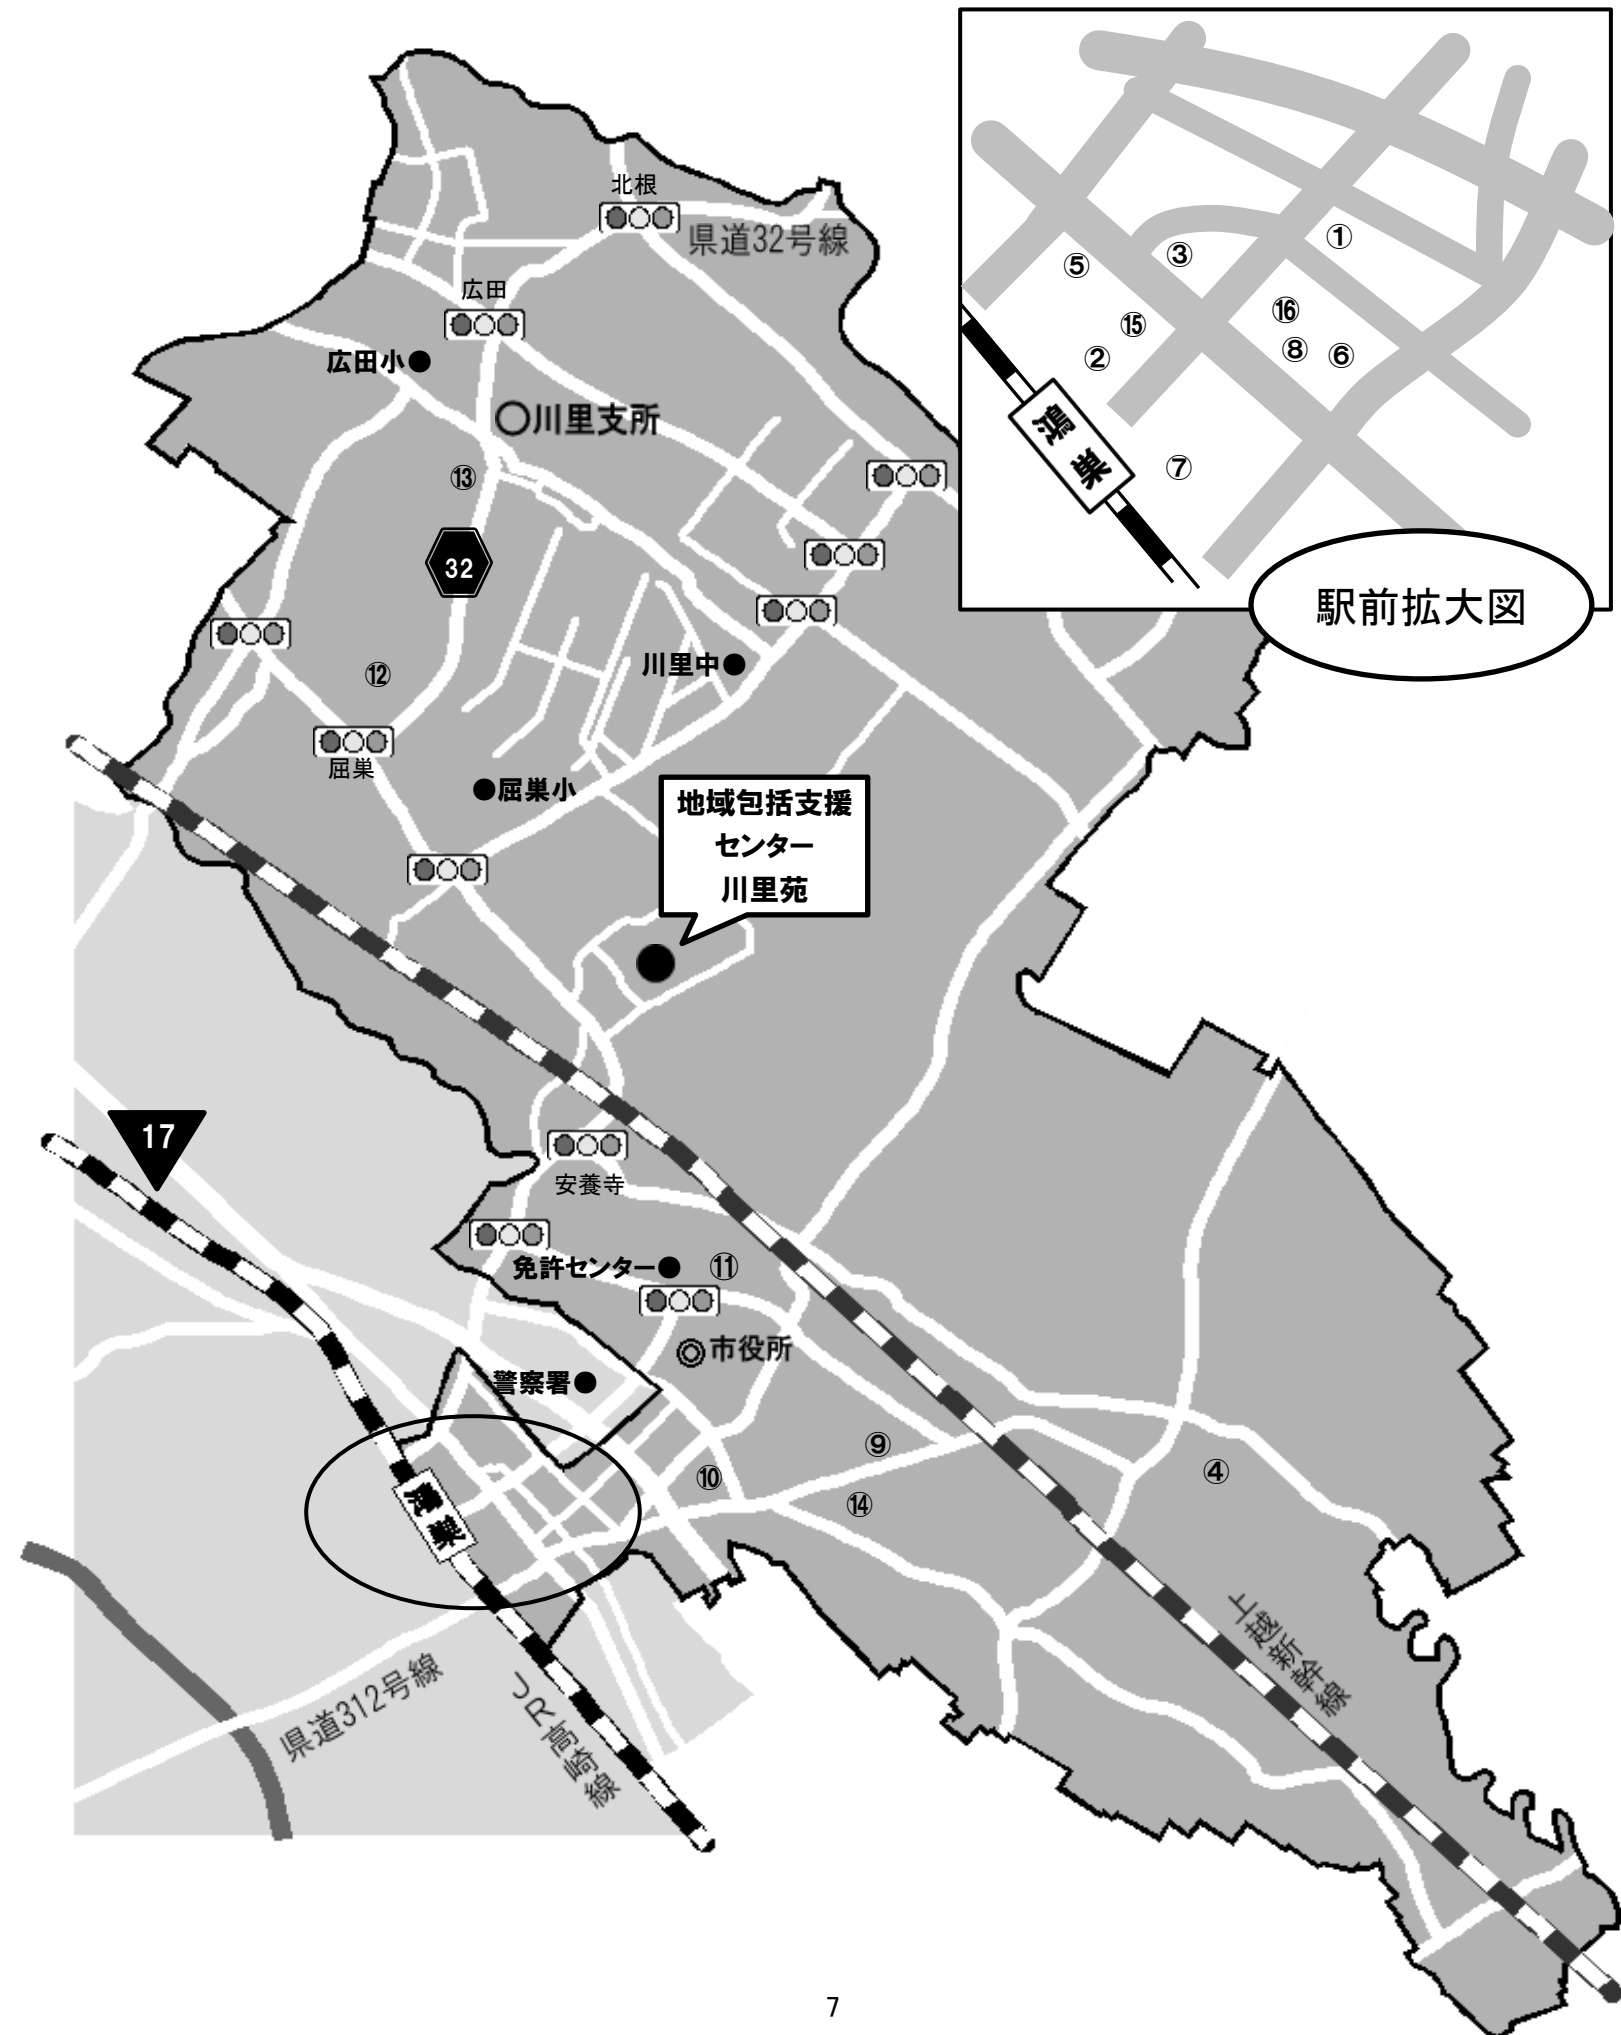 北根
県道32号線
広田
広田小●
○川里支所
⑬
32
川里中●
⑫
屈巣
●屈巣小
地域包括支援
センター
川里苑
17
安養寺
免許センター●
⑪
◎市役所
警察署●
⑨
⑩
④
⑭
鴻巣
県道312号線
JR高崎線
上越新幹線
①
③
⑤
⑯
⑮
⑧
⑥
②
鴻巣
⑦
駅前拡大図
7